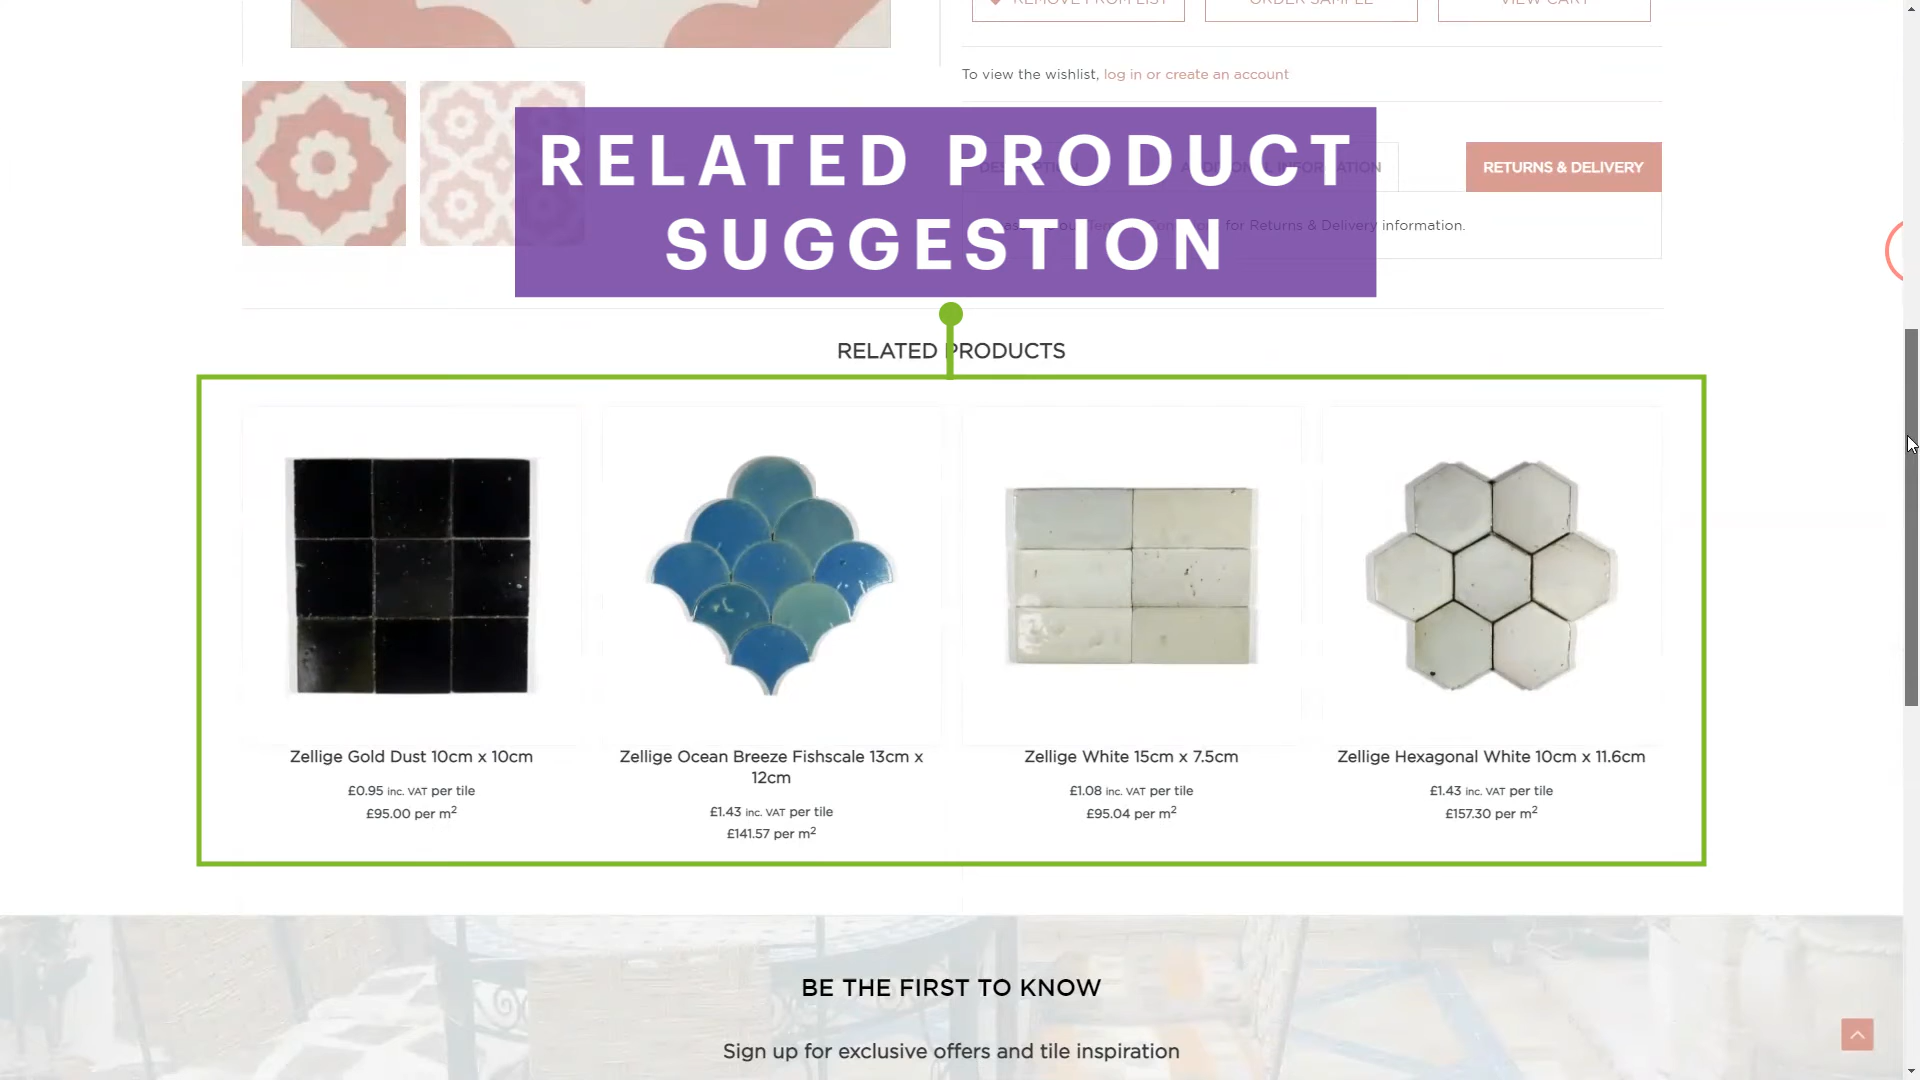 REMOVE FROM LIST
ORDER SAMPLE
VIEW CART
To view the wishlist, log in or create an account
RELATED PRODUCT
SUGGESTION
RETURNS & DELIVERY
for Returns & Delivery information.
RELATED PRODUCTS
Zellige Gold Dust 10cm x 10cm
£0.95 inc. VAT per tile
£95.00 per m²
Zellige Ocean Breeze Fishscale 13cm x
12cm
£1.43 inc. VAT per tile
£141.57 per m²
Zellige White 15cm x 7.5cm
£1.08 inc. VAT per tile
£95.04 per m²
Zellige Hexagonal White 10cm x 11.6cm
£1.43 inc. VAT per tile
£157.30 per m²
BE THE FIRST TO KNOW
Sign up for exclusive offers and tile inspiration